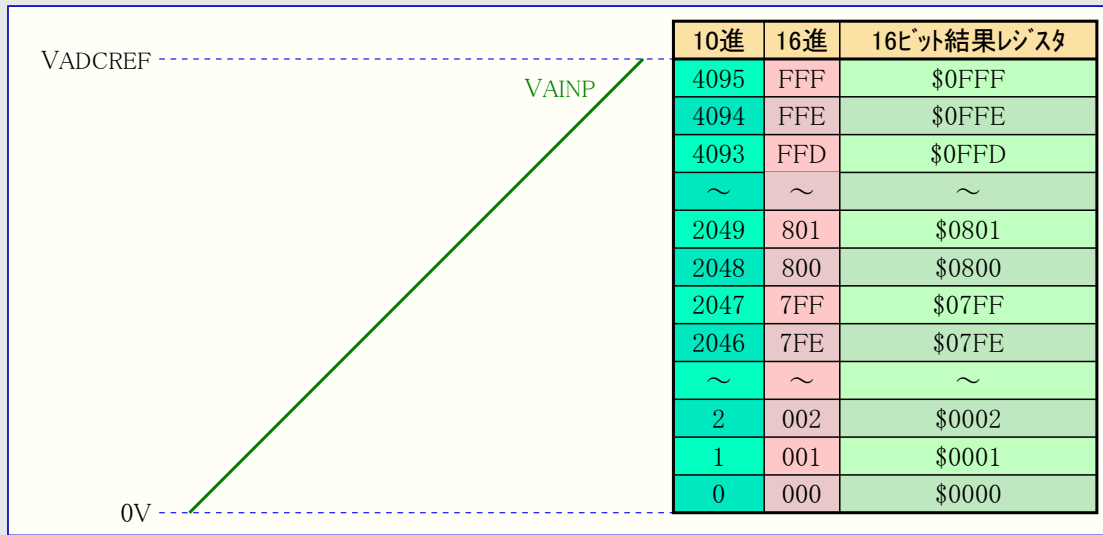 10進 16進 16ビット結果レジスタ
VADCREF
VAINP
4095 FFF $0FFF
4094 FFE $0FFE
4093 FFD $0FFD
～ ～ ～
2049 801 $0801
2048 800 $0800
2047 7FF $07FF
2046 7FE $07FE
～ ～ ～
2 002 $0002
1 001 $0001
0 000 $0000
0V